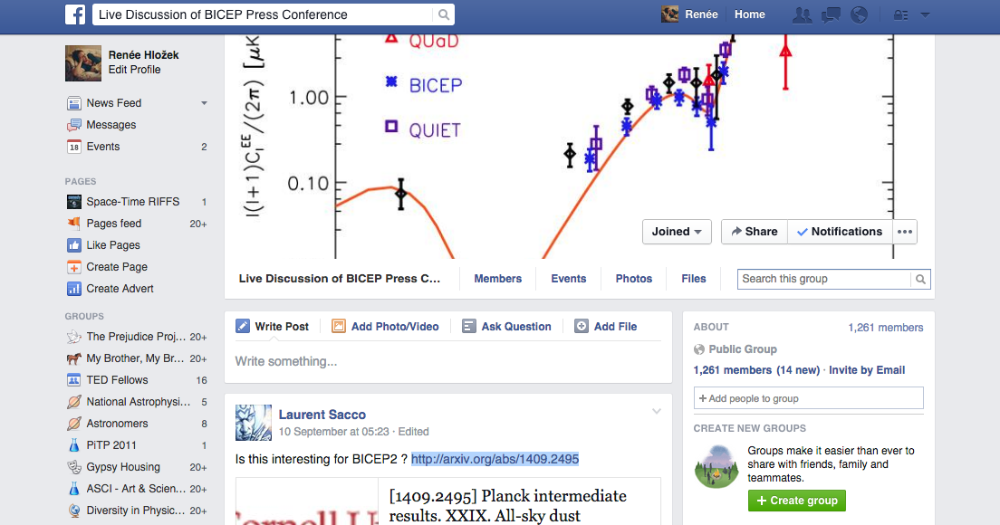 Live Discussion of BICEP Press Conference
Renée
Home
Renée Hložek
Edit Profile
News Feed
Messages
18
Events
2
PAGES
Space-Time RIFFS
1
Pages feed
20+
Like Pages
Create Page
Create Advert
GROUPS
The Prejudice Proj...
20+
My Brother, My Br...
20+
TED Fellows
16
National Astrophysi...
5
Astronomers
8
PiTP 2011
1
Gypsy Housing
20+
ASCI - Art & Scien...
20+
Diversity in Physic...
20+
l(l+1)C_l^EE/(2π) [μK
1.00
0.10
QUaD
BICEP
QUIET
Joined
Share
Notifications
Live Discussion of BICEP Press C...
Members
Events
Photos
Files
Search this group
Write Post
Add Photo/Video
Ask Question
Add File
Write something...
Laurent Sacco
10 September at 05:23 · Edited
Is this interesting for BICEP2 ? http://arxiv.org/abs/1409.2495
[1409.2495] Planck intermediate
results. XXIX. All-sky dust
ABOUT
1,261 members
Public Group
1,261 members (14 new) · Invite by Email
+ Add people to group
CREATE NEW GROUPS
Groups make it easier than ever to
share with friends, family and
teammates.
+ Create group